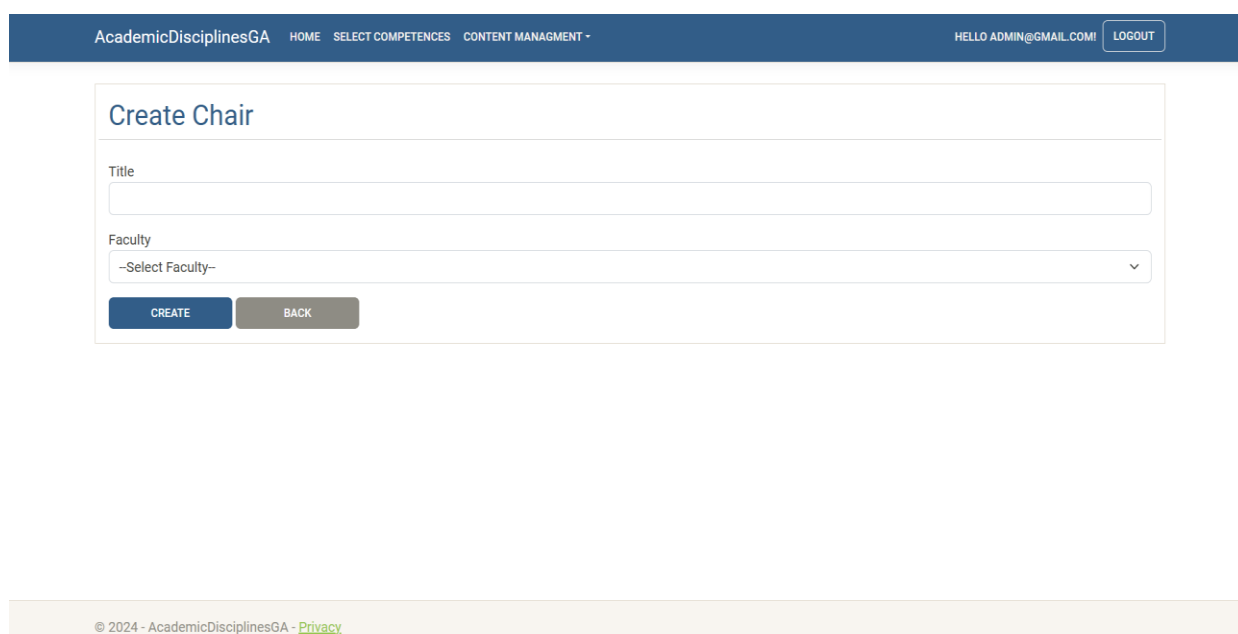 AcademicDisciplinesGA HOME SELECT COMPETENCES CONTENT MANAGMENT HELLO ADMIN@GMAIL.COM! LOGOUT
Create Chair
Title
Faculty
--Select Faculty--
CREATE BACK
© 2024 - AcademicDisciplinesGA - Privacy